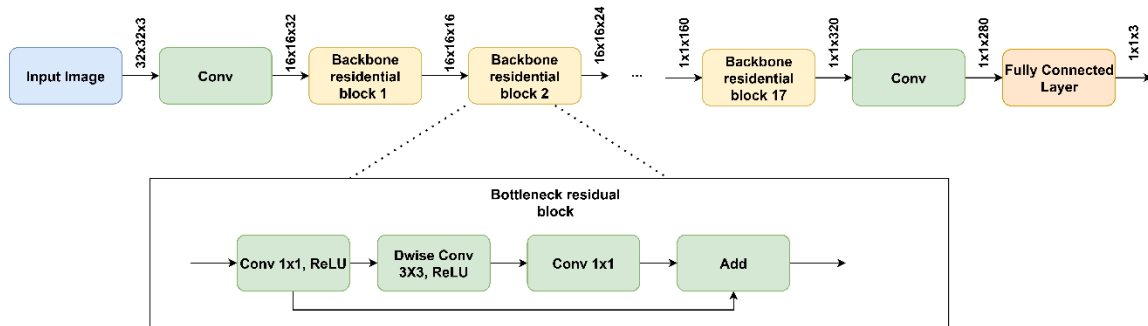 Input Image
32x32x3
Conv
16x16x32
Backbone
residential
block 1
16x16x16
Backbone
residential
block 2
16x16x24
...
1x1x160
Backbone
residential
block 17
1x1x320
Conv
1x1x280
Fully Connected
Layer
1x1x3
Bottleneck residual
block
Conv 1x1, ReLU
Dwise Conv
3X3, ReLU
Conv 1x1
Add